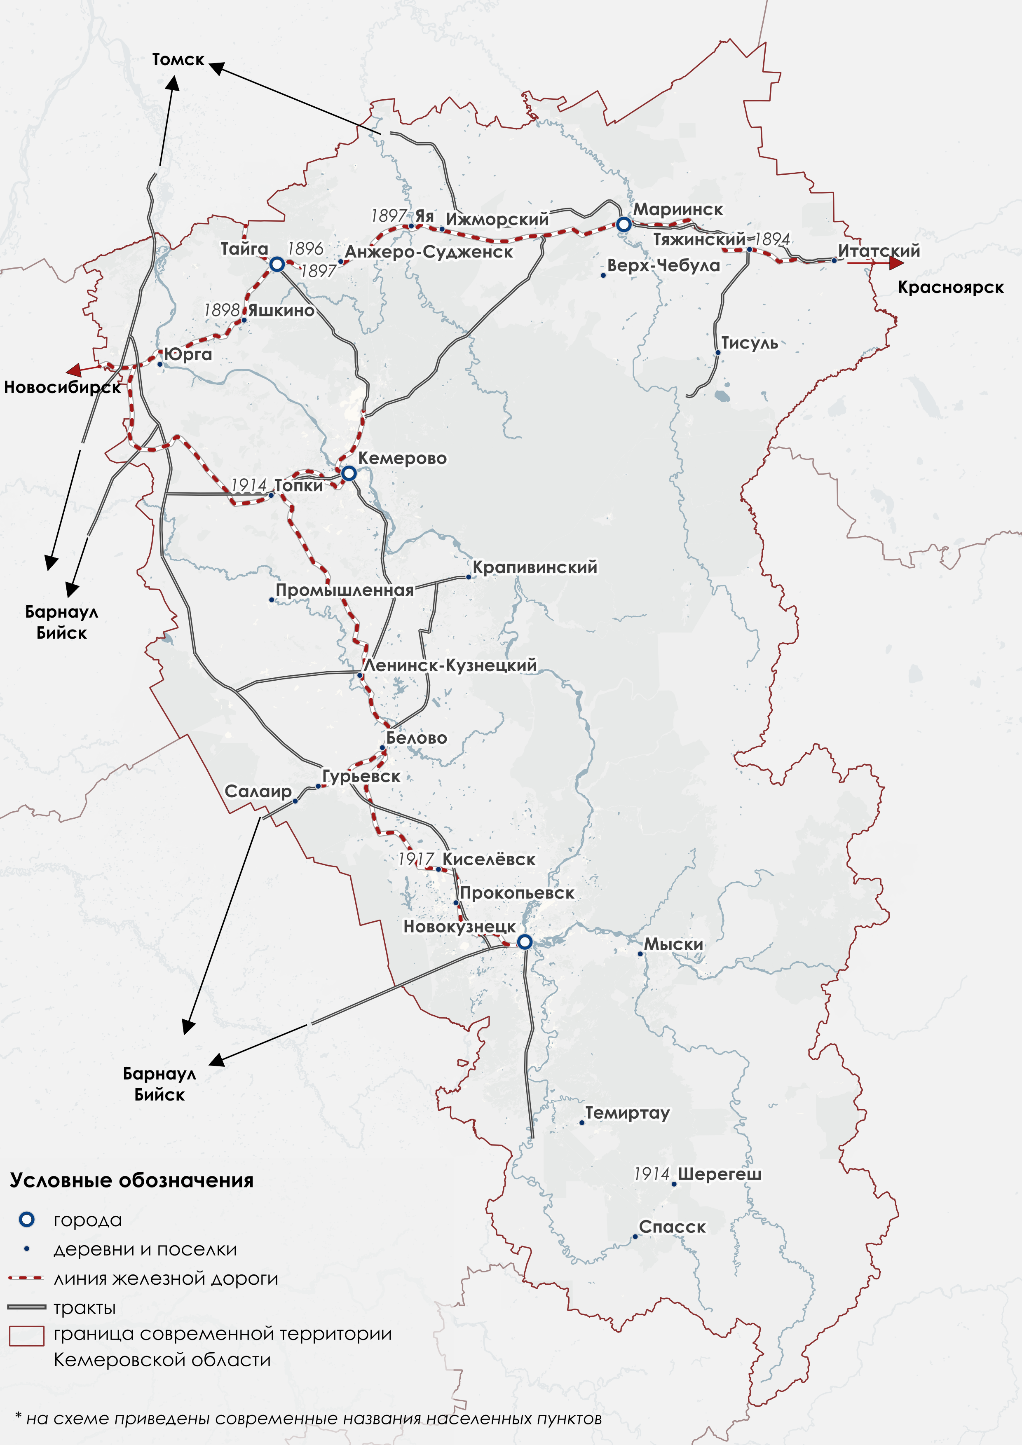 Томск
Мариинск
1897 Яя
Ижморский
Тяжинский 1894
Тайга
1896
1897
Анжеро-Судженск
Итатский
Верх-Чебула
Красноярск
1898 Яшкино
Тисуль
Юрга
Новосибирск
Кемерово
1914 Топки
Крапивинский
Промышленная
Барнаул
Бийск
Ленинск-Кузнецкий
Белово
Гурьевск
Салаир
1917 Киселёвск
Прокопьевск
Новокузнецк
Мыски
Барнаул
Бийск
Темиртау
1914 Шерегеш
Спасск
Условные обозначения
города
деревни и поселки
линия железной дороги
тракты
граница современной территории
Кемеровской области
* на схеме приведены современные названия населенных пунктов